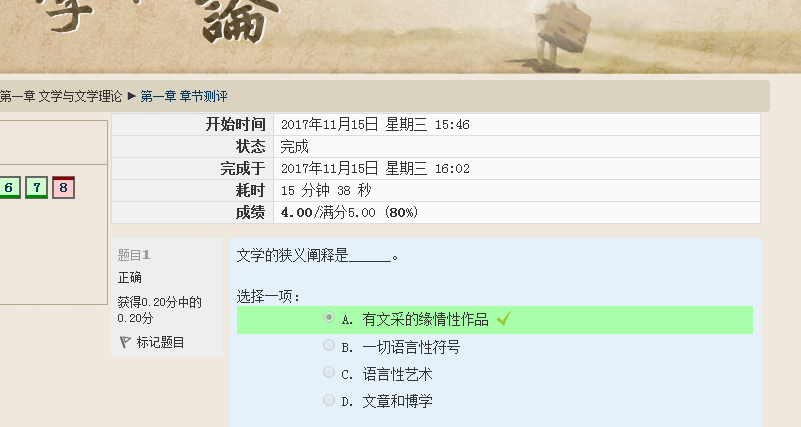 論
第一章 文学与文学理论 ► 第一章 章节测评
开始时间 2017年11月15日 星期三 15:46
状态 完成
完成于 2017年11月15日 星期三 16:02
耗时 15 分钟 38 秒
成绩 4.00/满分5.00 (80%)
6 7 8
题目1
正确
获得0.20分中的
0.20分
标记题目
文学的狭义阐释是______。
选择一项：
A. 有文采的缘情性作品
B. 一切语言性符号
C. 语言性艺术
D. 文章和博学